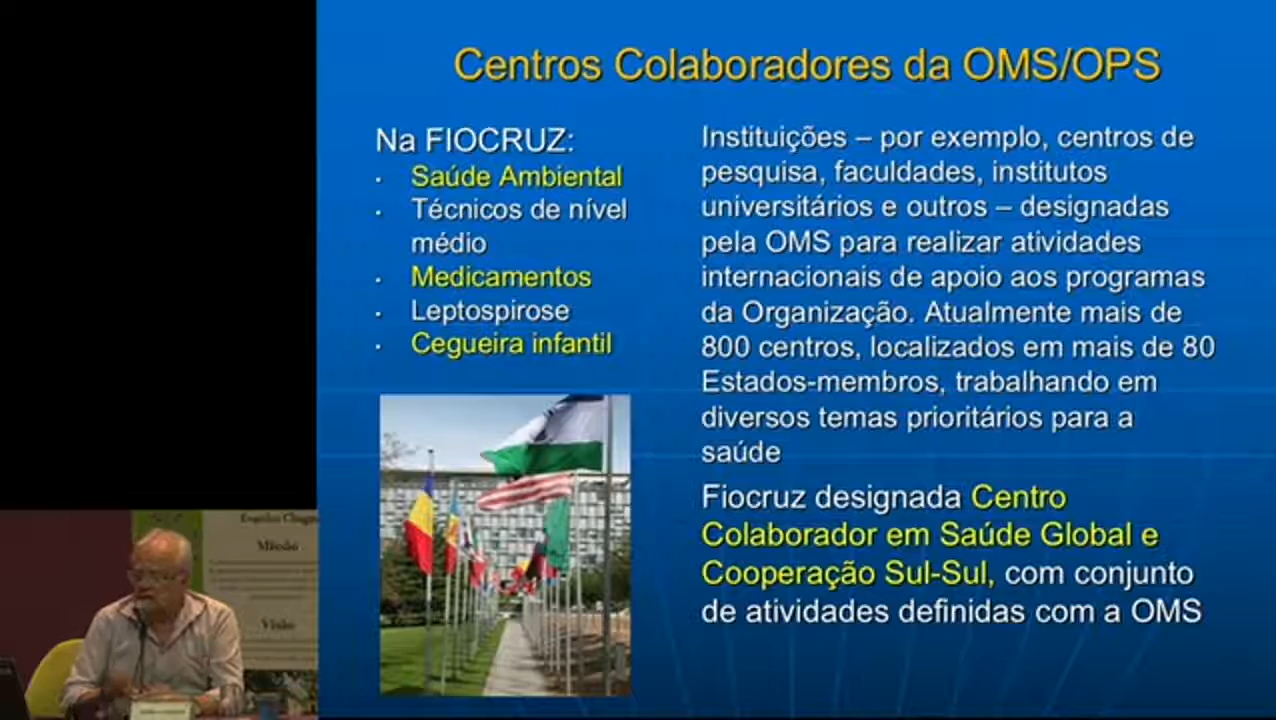 Centros Colaboradores da OMS/OPS
Na FIOCRUZ:
• Saúde Ambiental
• Técnicos de nível
médio
• Medicamentos
• Leptospirose
• Cegueira infantil
Instituições – por exemplo, centros de
pesquisa, faculdades, institutos
universitários e outros – designadas
pela OMS para realizar atividades
internacionais de apoio aos programas
da Organização. Atualmente mais de
800 centros, localizados em mais de 80
Estados-membros, trabalhando em
diversos temas prioritários para a
saúde
Fiocruz designada Centro
Colaborador em Saúde Global e
Cooperação Sul-Sul, com conjunto
de atividades definidas com a OMS
Missão
Visão